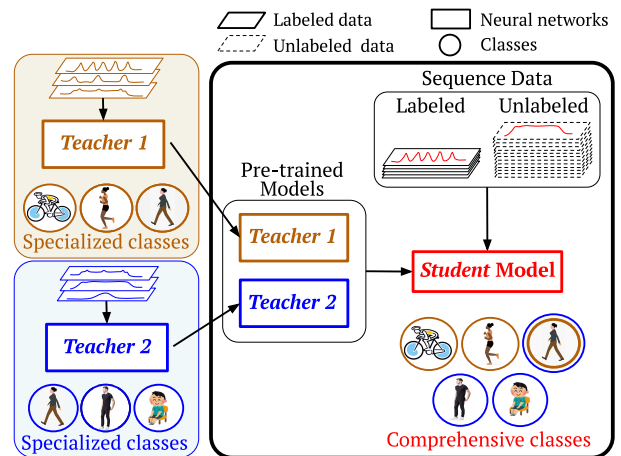 Labeled data
Neural networks
Unlabeled data
Classes
Teacher 1
Specialized classes
Teacher 2
Specialized classes
Sequence Data
Labeled
Unlabeled
Pre-trained
Models
Teacher 1
Teacher 2
Student Model
Comprehensive classes